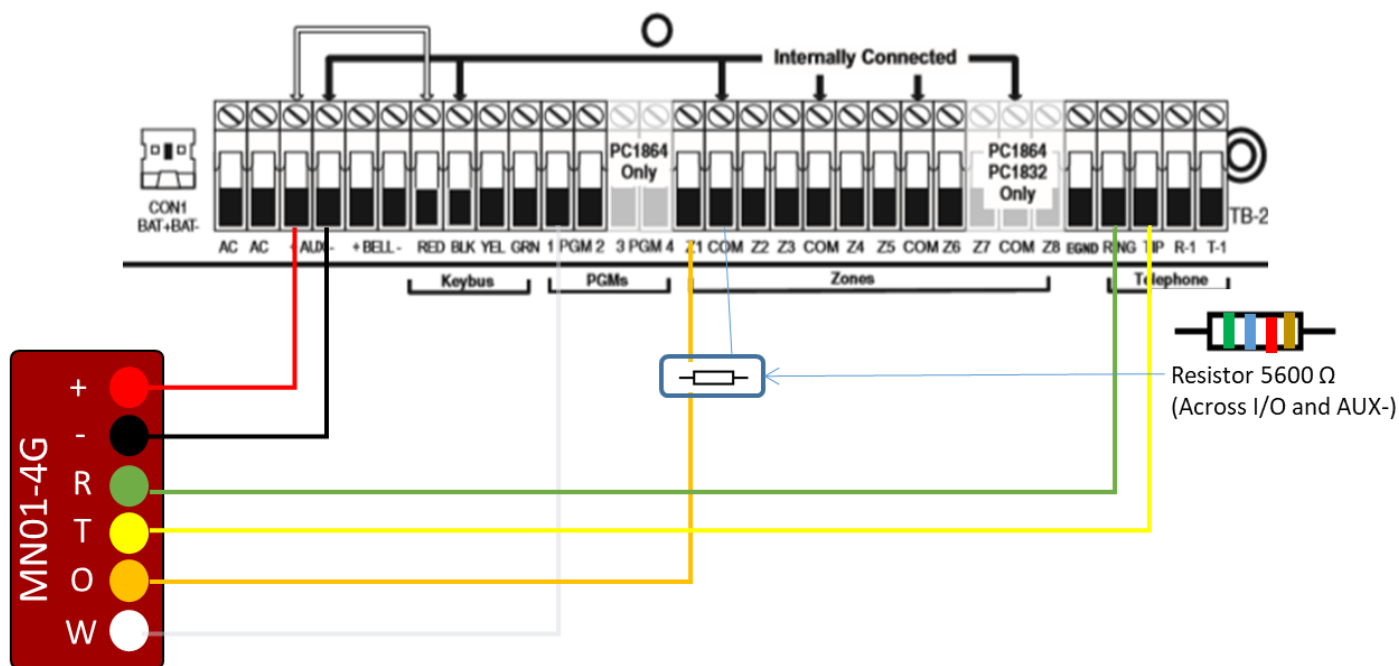 Internally Connected
PC1864
Only
PC1864
PC1832
Only
CON1
BAT+BAT-
TB-2
AC AC + AUX - + BELL - RED BLK YEL GRN 1 PGM 2 3 PGM 4 Z1 COM Z2 Z3 COM Z4 Z5 COM Z6 Z7 COM Z8 EGND RING TIP R-1 T-1
Keybus
PGMs
Zones
Telephone
Resistor 5600 Ω
(Across I/O and AUX-)
MN01-4G
+
-
R
T
O
W